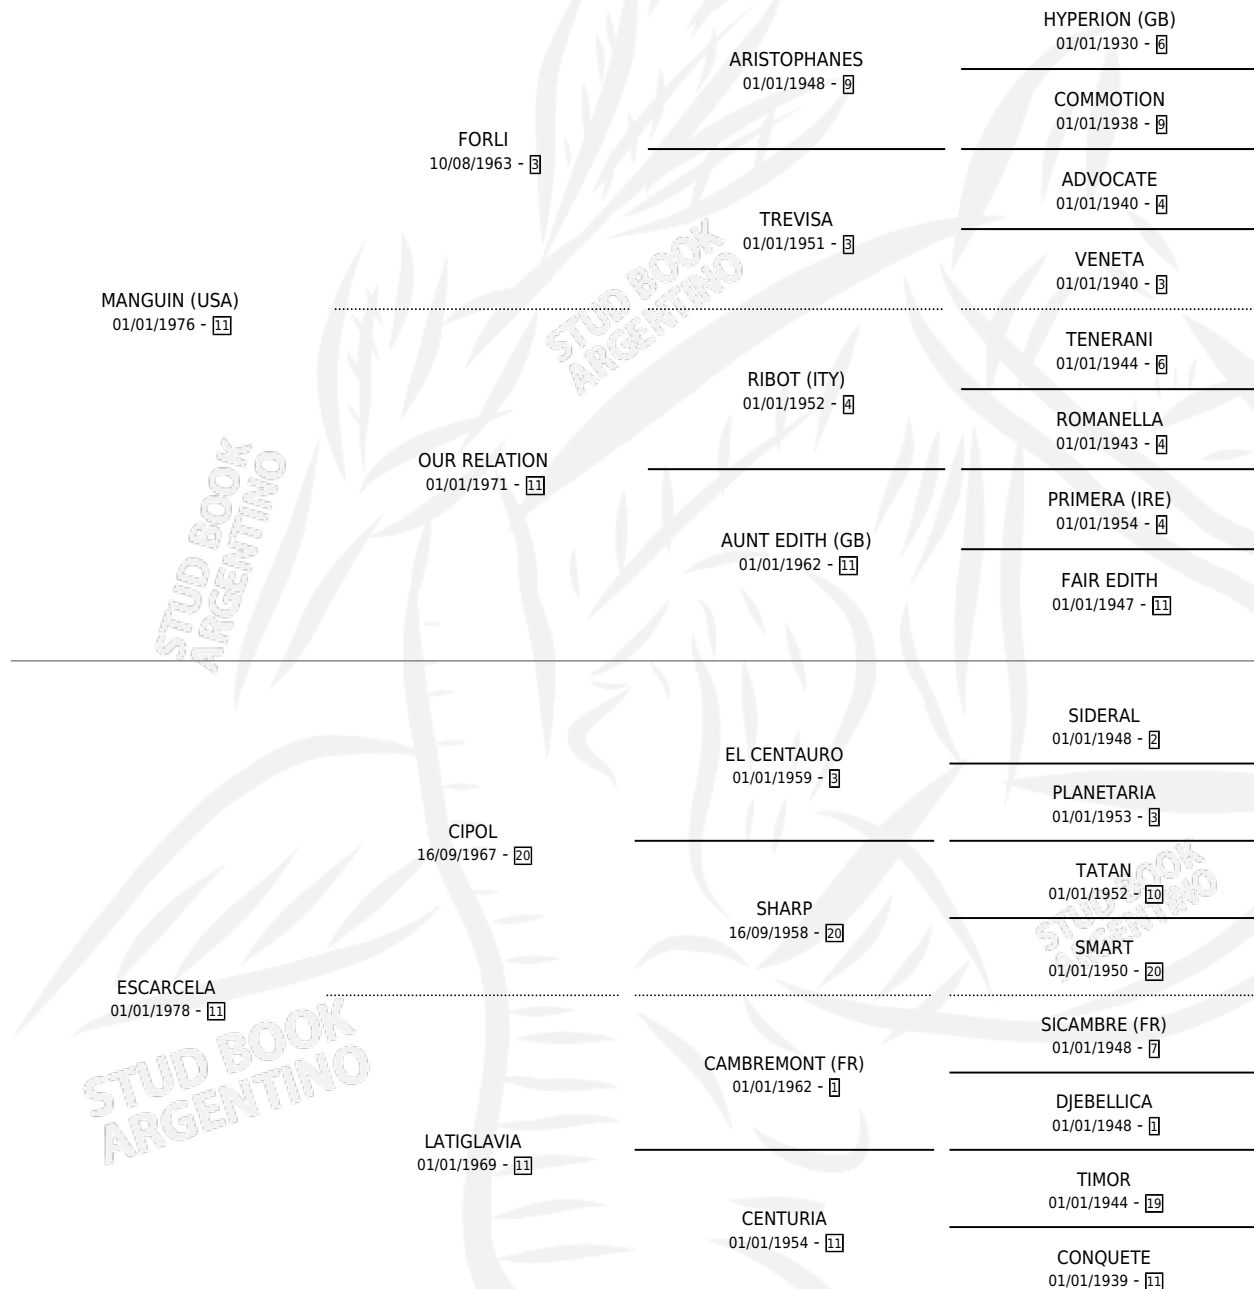 HYPERION (GB)
01/01/1930 - 6
ARISTOPHANES
01/01/1948 - 9
COMMOTION
01/01/1938 - 9
FORLI
10/08/1963 - 3
ADVOCATE
01/01/1940 - 4
TREVISA
01/01/1951 - 3
VENETA
01/01/1940 - 3
MANGUIN (USA)
01/01/1976 - 11
STUD BOOK
ARGENTINO
TENERANI
01/01/1944 - 6
RIBOT (ITY)
01/01/1952 - 4
ROMANELLA
01/01/1943 - 4
OUR RELATION
01/01/1971 - 11
STUD BOOK
ARGENTINO
PRIMERA (IRE)
01/01/1954 - 4
AUNT EDITH (GB)
01/01/1962 - 11
FAIR EDITH
01/01/1947 - 11
SIDERAL
01/01/1948 - 2
EL CENTAURO
01/01/1959 - 3
PLANETARIA
01/01/1953 - 3
CIPOL
16/09/1967 - 20
TATAN
01/01/1952 - 10
SHARP
16/09/1958 - 20
STUD BOOK
ARGENTINO
SMART
01/01/1950 - 20
ESCARCELA
01/01/1978 - 11
STUD BOOK
ARGENTINO
SICAMBRE (FR)
01/01/1948 - 7
CAMBREMONT (FR)
01/01/1962 - 1
DJEBELLICA
01/01/1948 - 1
LATIGLAVIA
01/01/1969 - 11
TIMOR
01/01/1944 - 19
CENTURIA
01/01/1954 - 11
CONQUETE
01/01/1939 - 11